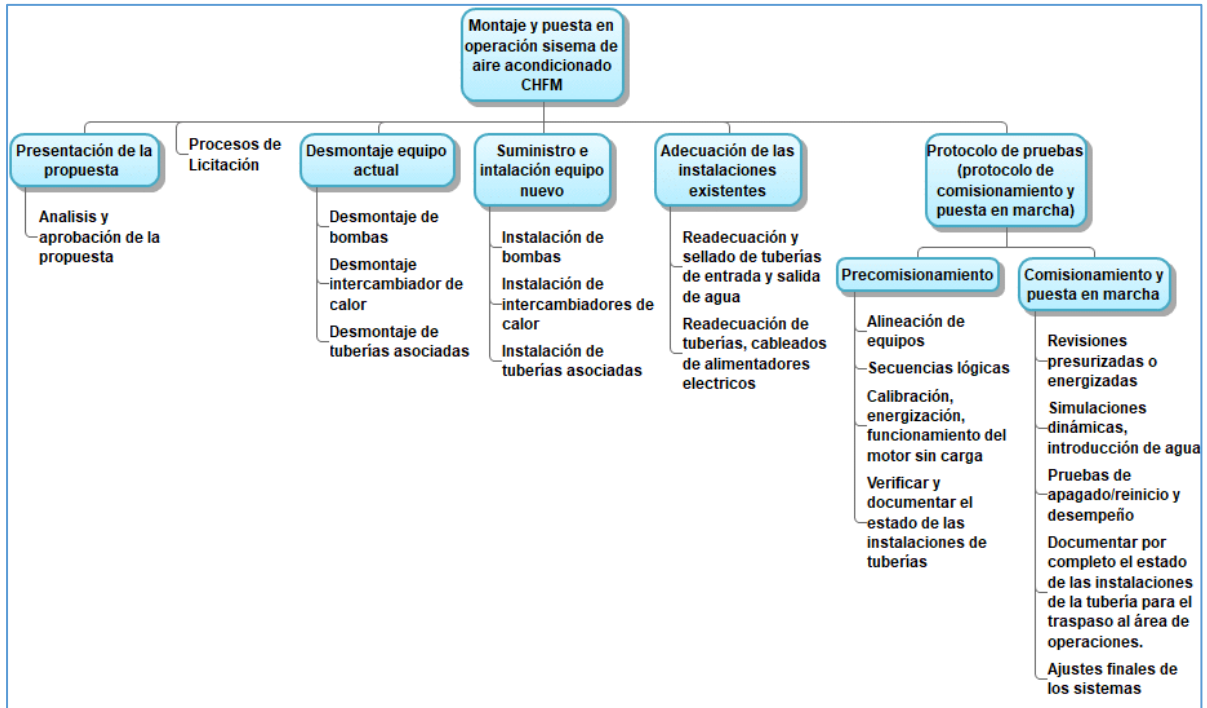 Montaje y puesta en
operación sisema de
aire acondicionado
CHFM
Presentación de la
propuesta
Analisis y
aprobación de la
propuesta
Procesos de
Licitación
Desmontaje equipo
actual
Desmontaje de
bombas
Desmontaje
intercambiador de
calor
Desmontaje de
tuberías asociadas
Suministro e
intalación equipo
nuevo
Instalación de
bombas
Instalación de
intercambiadores de
calor
Instalación de
tuberías asociadas
Adecuación de las
instalaciones
existentes
Readecuación y
sellado de tuberías
de entrada y salida
de agua
Readecuación de
tuberías, cableados
de alimentadores
electricos
Protocolo de pruebas
(protocolo de
comisionamiento y
puesta en marcha)
Precomisionamiento
Alineación de
equipos
Secuencias lógicas
Calibración,
energización,
funcionamiento del
motor sin carga
Verificar y
documentar el
estado de las
instalaciones de
tuberías
Comisionamiento y
puesta en marcha
Revisiones
presurizadas o
energizadas
Simulaciones
dinámicas,
introducción de agua
Pruebas de
apagado/reinicio y
desempeño
Documentar por
completo el estado
de las instalaciones
de la tubería para el
traspaso al área de
operaciones.
Ajustes finales de
los sistemas